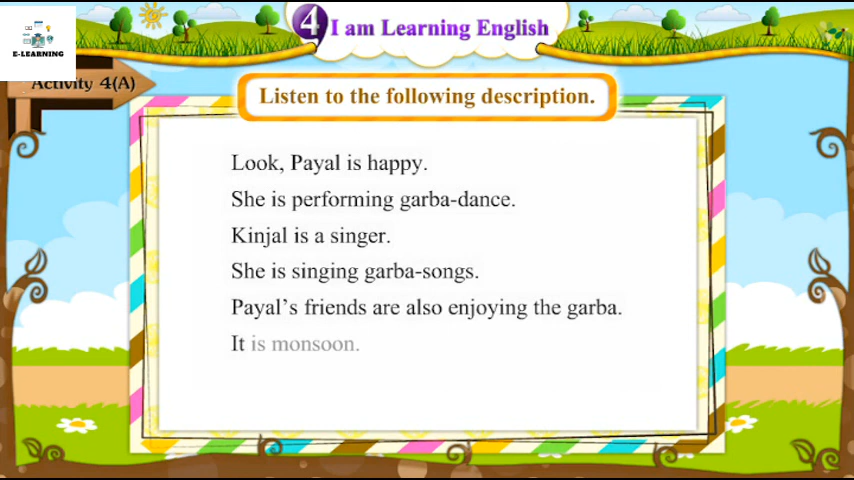 4 I am Learning English
E-LEARNING
Activity 4(A)
Listen to the following description.
Look, Payal is happy.
She is performing garba-dance.
Kinjal is a singer.
She is singing garba-songs.
Payal's friends are also enjoying the garba.
It is monsoon.